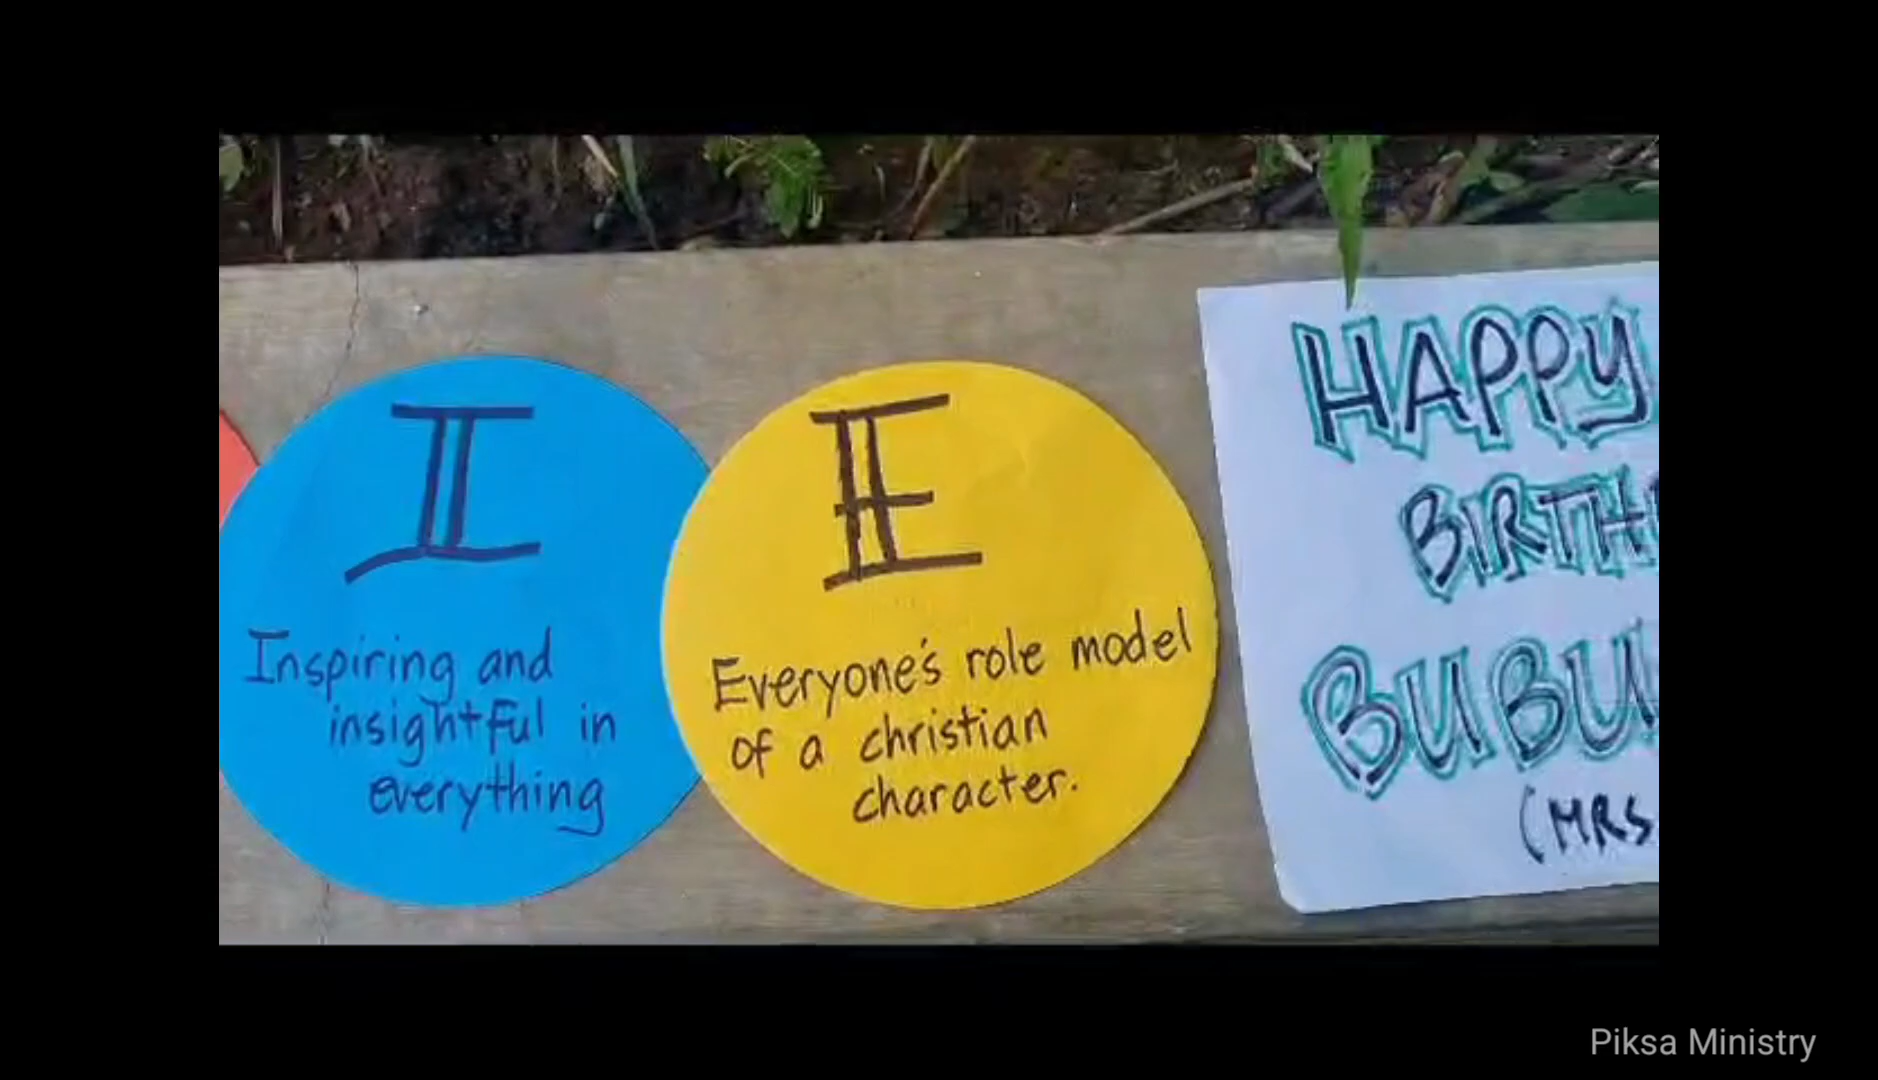 I
Inspiring and
insightful in
everything
E
Everyone's role model
of a christian
character.
HAPPY
BIRTH
BUBU
(MRS
Piksa Ministry